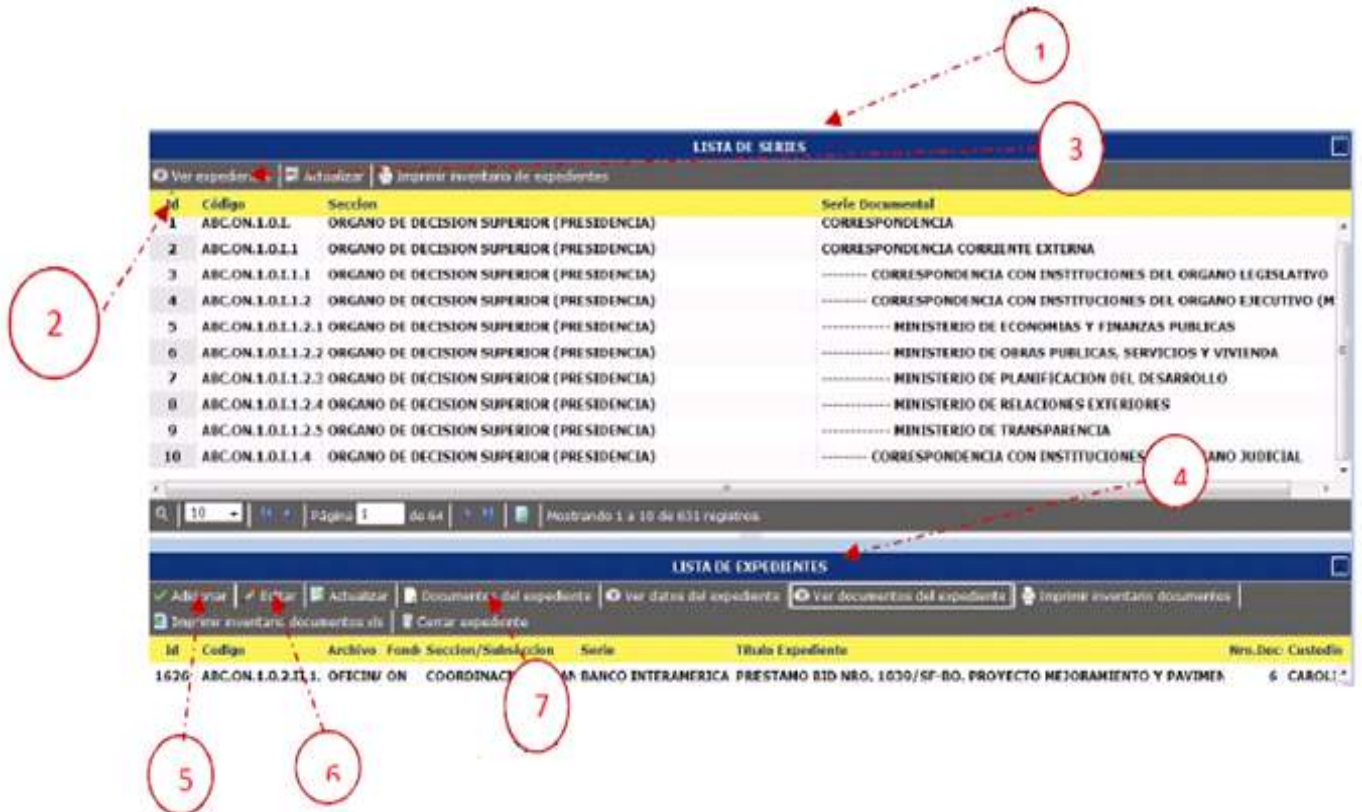 1
LISTA DE SERIES
3
Ver expedientes | Actualizar | Imprimir inventario de expedientes
Id Código Seccion Serie Documental
1 ABC.ON.1.0.I. ORGANO DE DECISION SUPERIOR (PRESIDENCIA) CORRESPONDENCIA
2 ABC.ON.1.0.I.1 ORGANO DE DECISION SUPERIOR (PRESIDENCIA) CORRESPONDENCIA CORRIENTE EXTERNA
3 ABC.ON.1.0.I.1.1 ORGANO DE DECISION SUPERIOR (PRESIDENCIA) -------- CORRESPONDENCIA CON INSTITUCIONES DEL ORGANO LEGISLATIVO
2
4 ABC.ON.1.0.I.1.2 ORGANO DE DECISION SUPERIOR (PRESIDENCIA) -------- CORRESPONDENCIA CON INSTITUCIONES DEL ORGANO EJECUTIVO (M
5 ABC.ON.1.0.I.1.2.1 ORGANO DE DECISION SUPERIOR (PRESIDENCIA) ------------ MINISTERIO DE ECONOMIAS Y FINANZAS PUBLICAS
6 ABC.ON.1.0.I.1.2.2 ORGANO DE DECISION SUPERIOR (PRESIDENCIA) ------------ MINISTERIO DE OBRAS PUBLICAS, SERVICIOS Y VIVIENDA
7 ABC.ON.1.0.I.1.2.3 ORGANO DE DECISION SUPERIOR (PRESIDENCIA) ------------ MINISTERIO DE PLANIFICACION DEL DESARROLLO
8 ABC.ON.1.0.I.1.2.4 ORGANO DE DECISION SUPERIOR (PRESIDENCIA) ------------ MINISTERIO DE RELACIONES EXTERIORES
9 ABC.ON.1.0.I.1.2.5 ORGANO DE DECISION SUPERIOR (PRESIDENCIA) ------------ MINISTERIO DE TRANSPARENCIA
10 ABC.ON.1.0.I.1.4 ORGANO DE DECISION SUPERIOR (PRESIDENCIA) -------- CORRESPONDENCIA CON INSTITUCIONES JUDICIAL
4
10 Página 1 de 64 Mostrando 1 a 10 de 631 registros
LISTA DE EXPEDIENTES
Adicionar | Editar | Actualizar | Documentos del expediente | Ver datos del expediente | Ver documentos del expediente | Imprimir inventario documentos |
Imprimir inventario documentos xls | Cerrar expediente
Id Codigo Archivo Fondo Seccion/Subseccion Serie Titulo Expediente Nro.Doc: Custodio
1626 ABC.ON.1.0.2.II.1. OFICINA ON COORDINAC BANCO INTERAMERICA PRESTAMO BID NRO. 1039/SF-BO. PROYECTO MEJORAMIENTO Y PAVIMEN 6 CAROLI
7
5
6